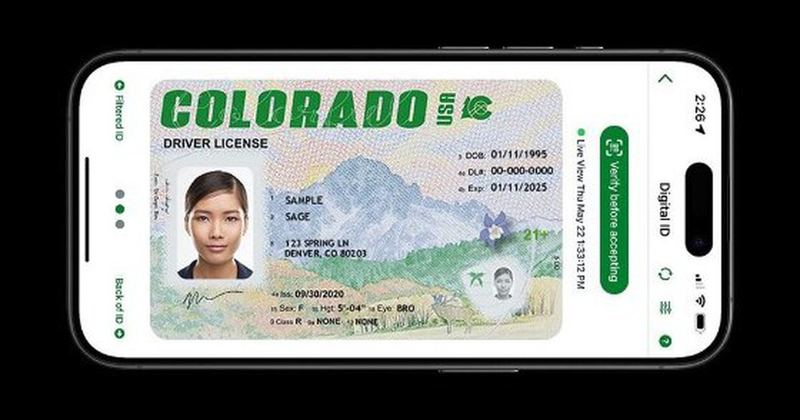 2:26
Digital ID
Verify before accepting
Live View Thu May 22 1:33:12 PM
COLORADO USA C
DRIVER LICENSE
3 DOB: 01/11/1995
4d DL#: 00-000-0000
4b Exp: 01/11/2025
1 SAMPLE
2 SAGE
8 123 SPRING LN
DENVER, CO 80203
21+
4a Iss: 09/30/2020
15 Sex: F 16 Hgt: 5'-04" 18 Eye: BRO
9 Class R 9a NONE 12 NONE
Filtered ID
Back of ID
?